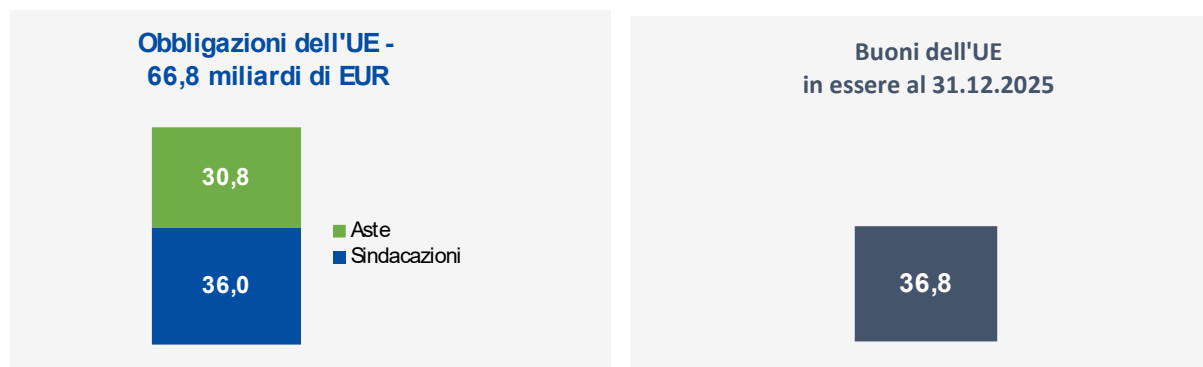 Obbligazioni dell'UE -
66,8 miliardi di EUR
30,8
36,0
Aste
Sindacazioni
Buoni dell'UE
in essere al 31.12.2025
36,8